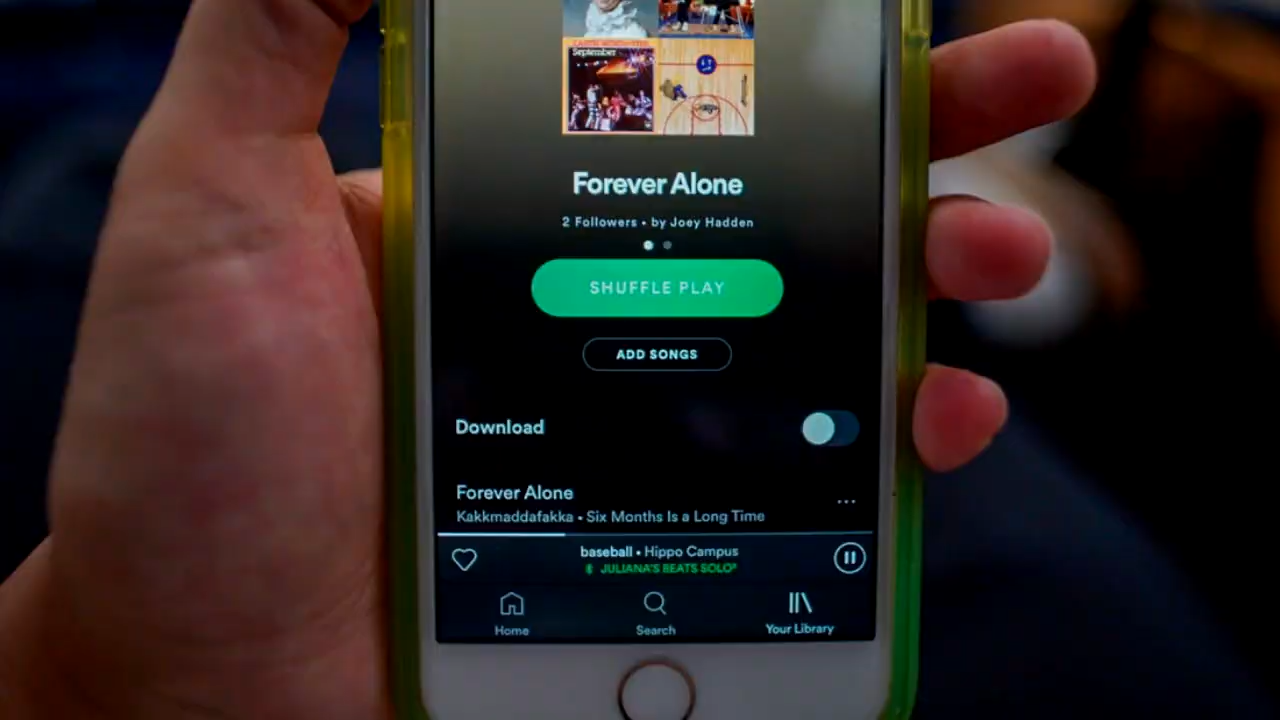 September
Forever Alone
2 Followers • by Joey Hadden
SHUFFLE PLAY
ADD SONGS
Download
Forever Alone
Kakkmaddafakka • Six Months Is a Long Time
baseball • Hippo Campus
JULIANA'S BEATS SOLO³
Home
Search
Your Library